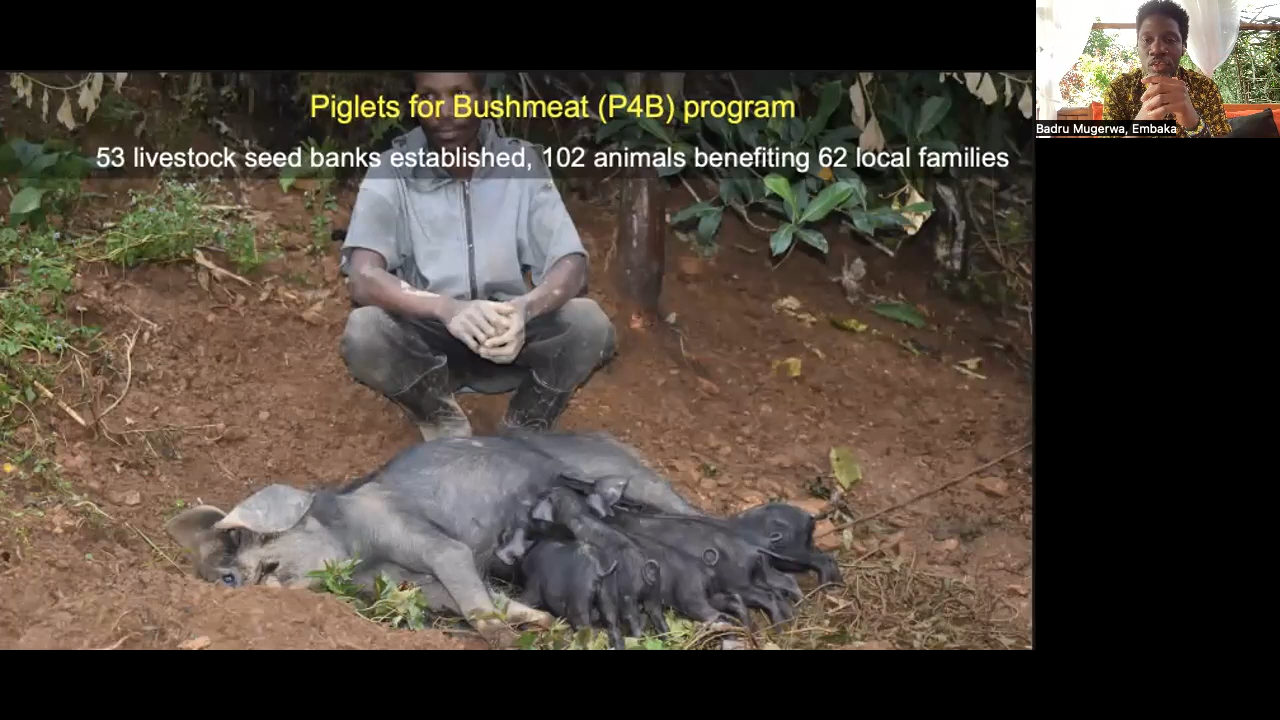 Piglets for Bushmeat (P4B) program
53 livestock seed banks established, 102 animals benefiting 62 local families
Badru Mugerwa, Embaka